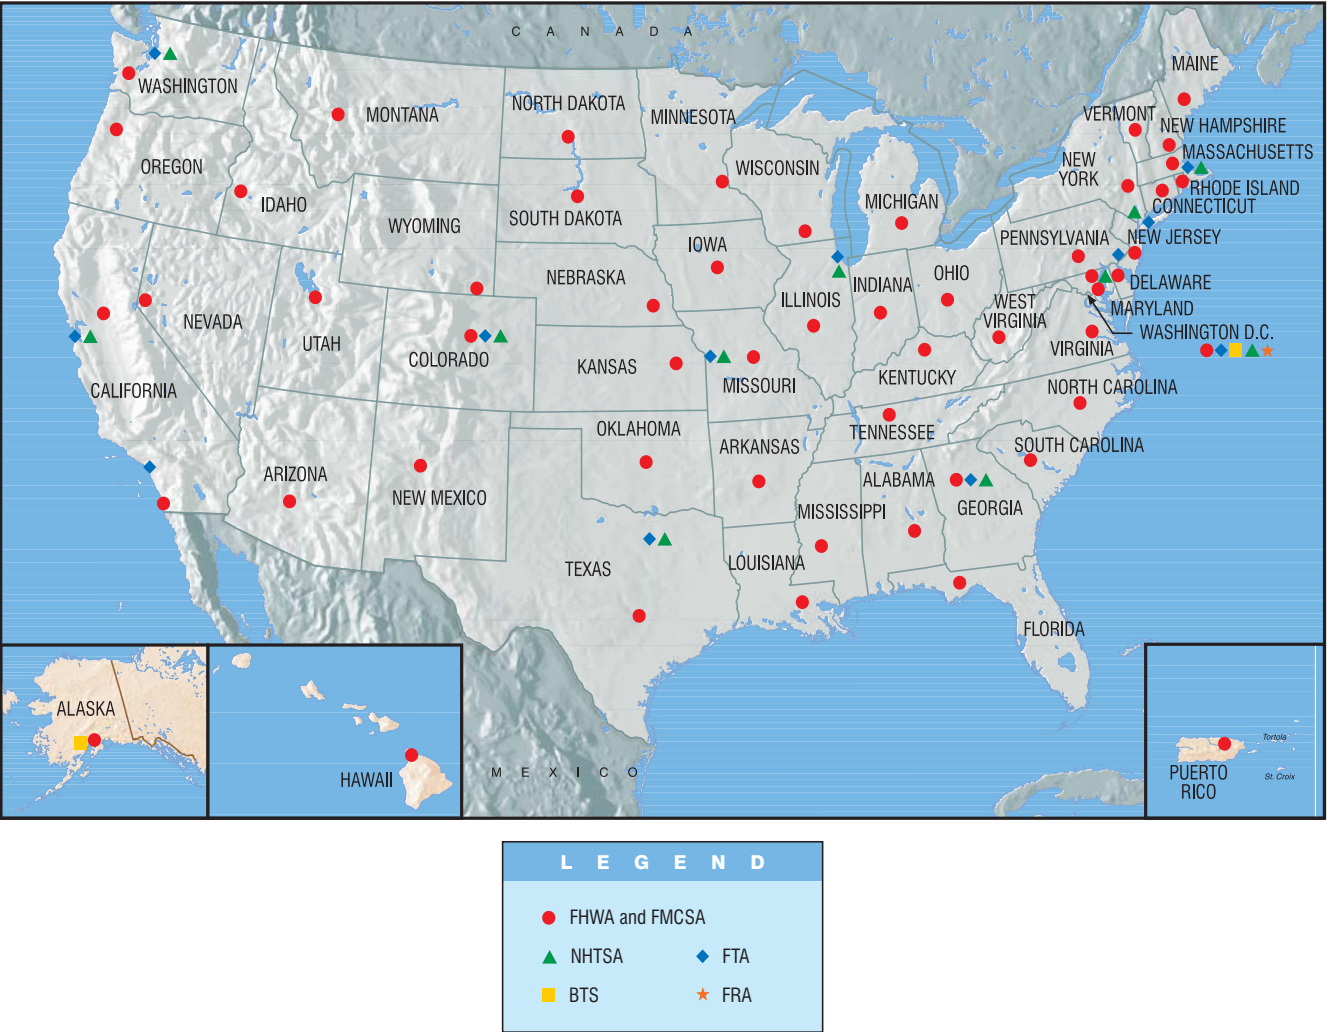 C A N A D A
MAINE
WASHINGTON
MONTANA
NORTH DAKOTA
MINNESOTA
VERMONT
NEW HAMPSHIRE
OREGON
WISCONSIN
NEW
YORK
MASSACHUSETTS
IDAHO
MICHIGAN
RHODE ISLAND
CONNECTICUT
WYOMING
SOUTH DAKOTA
IOWA
PENNSYLVANIA
NEW JERSEY
NEBRASKA
INDIANA
OHIO
DELAWARE
ILLINOIS
WEST
VIRGINIA
MARYLAND
NEVADA
WASHINGTON D.C.
UTAH
COLORADO
KANSAS
MISSOURI
KENTUCKY
VIRGINIA
CALIFORNIA
NORTH CAROLINA
OKLAHOMA
ARKANSAS
TENNESSEE
SOUTH CAROLINA
ARIZONA
NEW MEXICO
ALABAMA
GEORGIA
MISSISSIPPI
TEXAS
LOUISIANA
FLORIDA
ALASKA
HAWAII
M E X I C O
Tortola
PUERTO
RICO
St. Croix
L E G E N D
FHWA and FMCSA
NHTSA
FTA
BTS
FRA